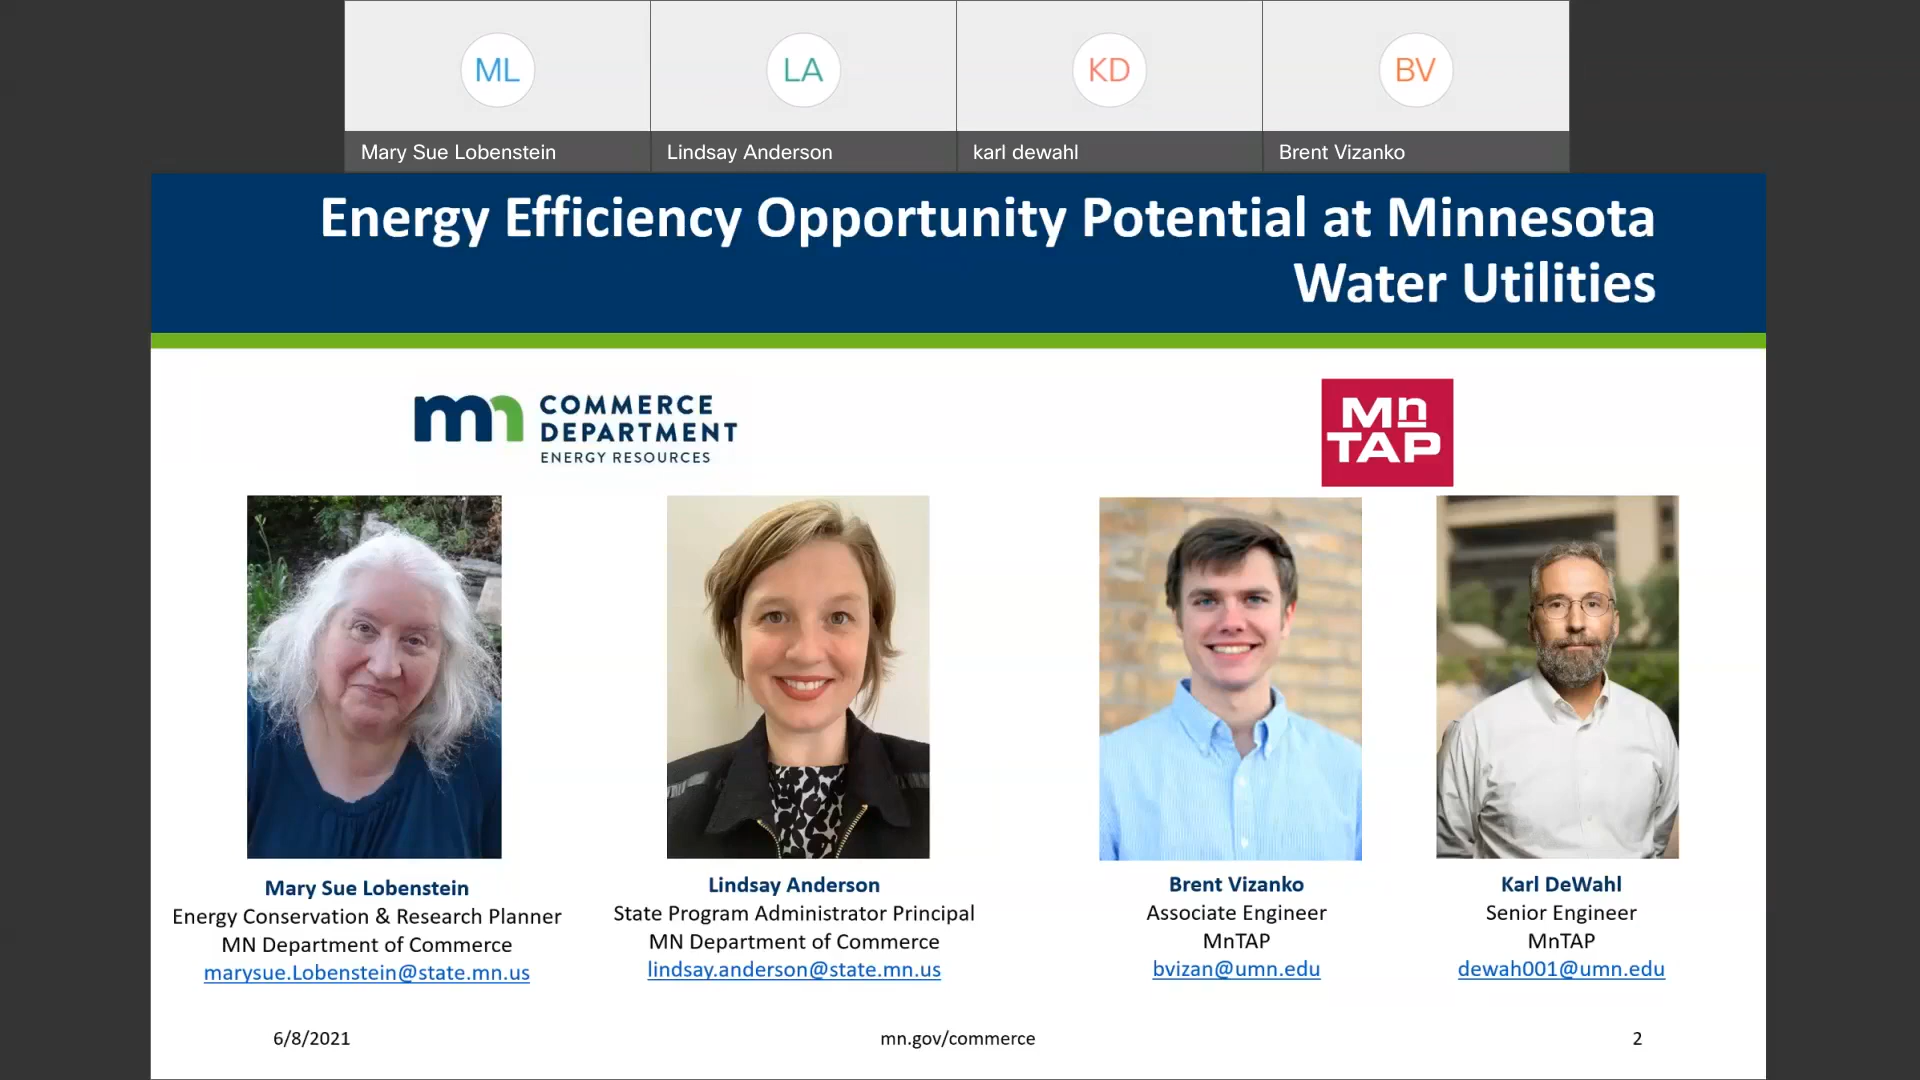 ML
LA
KD
BV
Mary Sue Lobenstein
Lindsay Anderson
karl dewahl
Brent Vizanko
Energy Efficiency Opportunity Potential at Minnesota
Water Utilities
mn COMMERCE
DEPARTMENT
ENERGY RESOURCES
Mn
TAP
Mary Sue Lobenstein
Energy Conservation & Research Planner
MN Department of Commerce
marysue.Lobenstein@state.mn.us
Lindsay Anderson
State Program Administrator Principal
MN Department of Commerce
lindsay.anderson@state.mn.us
Brent Vizanko
Associate Engineer
MnTAP
bvizan@umn.edu
Karl DeWahl
Senior Engineer
MnTAP
dewah001@umn.edu
6/8/2021
mn.gov/commerce
2